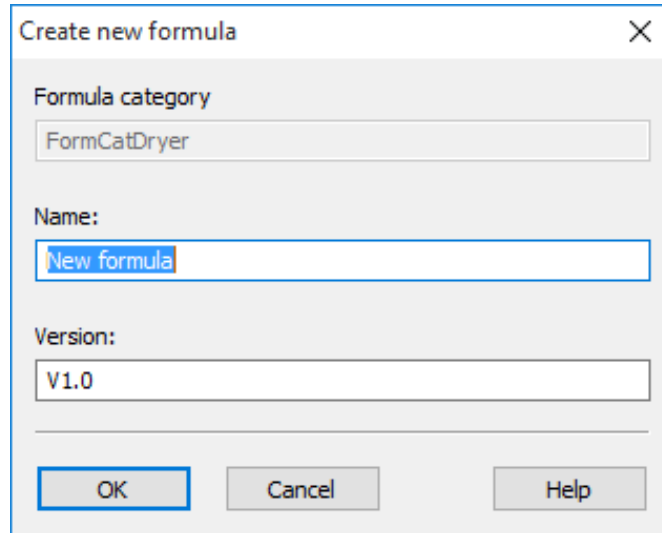 Create new formula
Formula category
FormCatDryer
Name:
New formula
Version:
V1.0
OK Cancel Help